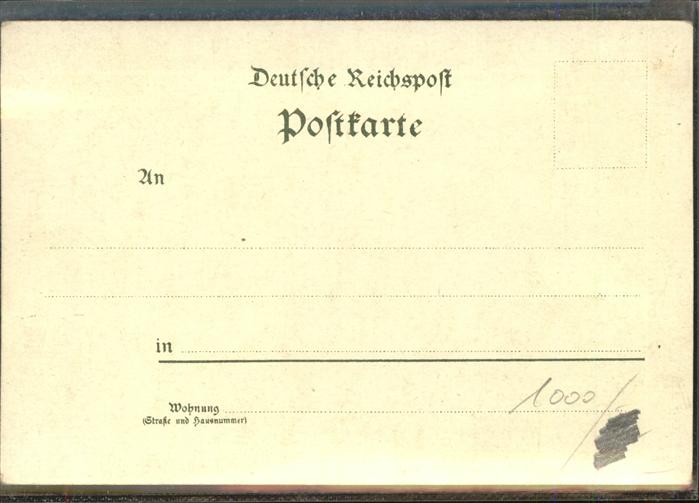 Deutsche Reichspost
Postkarte
An
in
Wohnung
(Straße und Hausnummer)
1000/